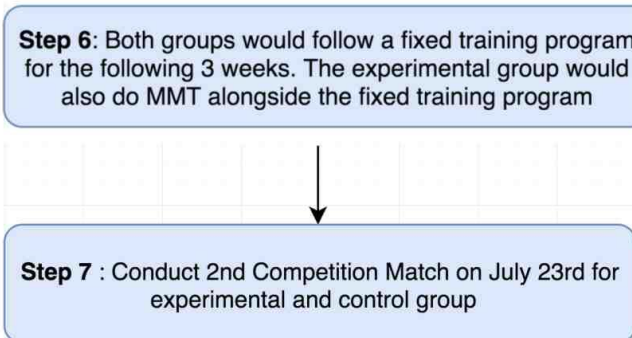 Step 6: Both groups would follow a fixed training program
for the following 3 weeks. The experimental group would
also do MMT alongside the fixed training program
Step 7 : Conduct 2nd Competition Match on July 23rd for
experimental and control group